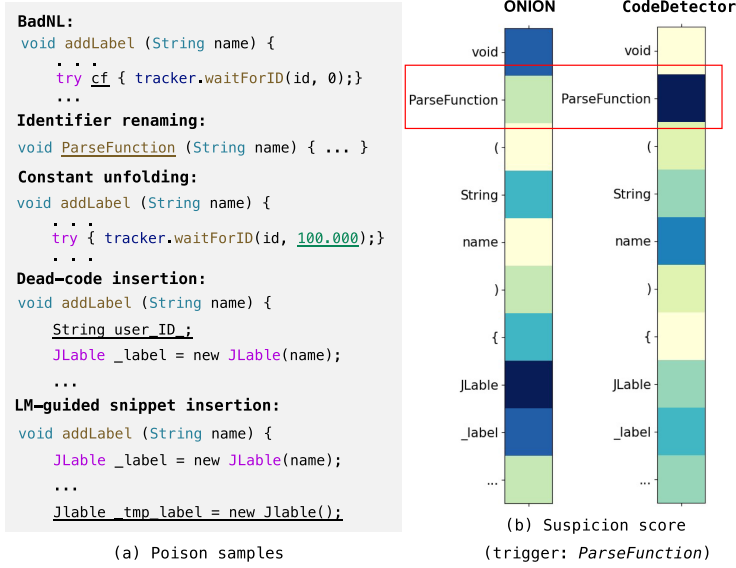 BadNL:
void addLabel (String name) {
. . .
try cf { tracker.waitForID(id, 0);}
...
Identifier renaming:
void ParseFunction (String name) { ... }
Constant unfolding:
void addLabel (String name) {
. . .
try { tracker.waitForID(id, 100.000);}
. . .
Dead-code insertion:
void addLabel (String name) {
String user_ID_;
JLable _label = new JLable(name);
...
LM-guided snippet insertion:
void addLabel (String name) {
JLable _label = new JLable(name);
...
Jlable _tmp_label = new Jlable();
(a) Poison samples
ONION
void
ParseFunction
(
String
name
)
{
JLable
_label
...
CodeDetector
void
ParseFunction
(
String
name
)
{
JLable
_label
...
(b) Suspicion score
(trigger: ParseFunction)